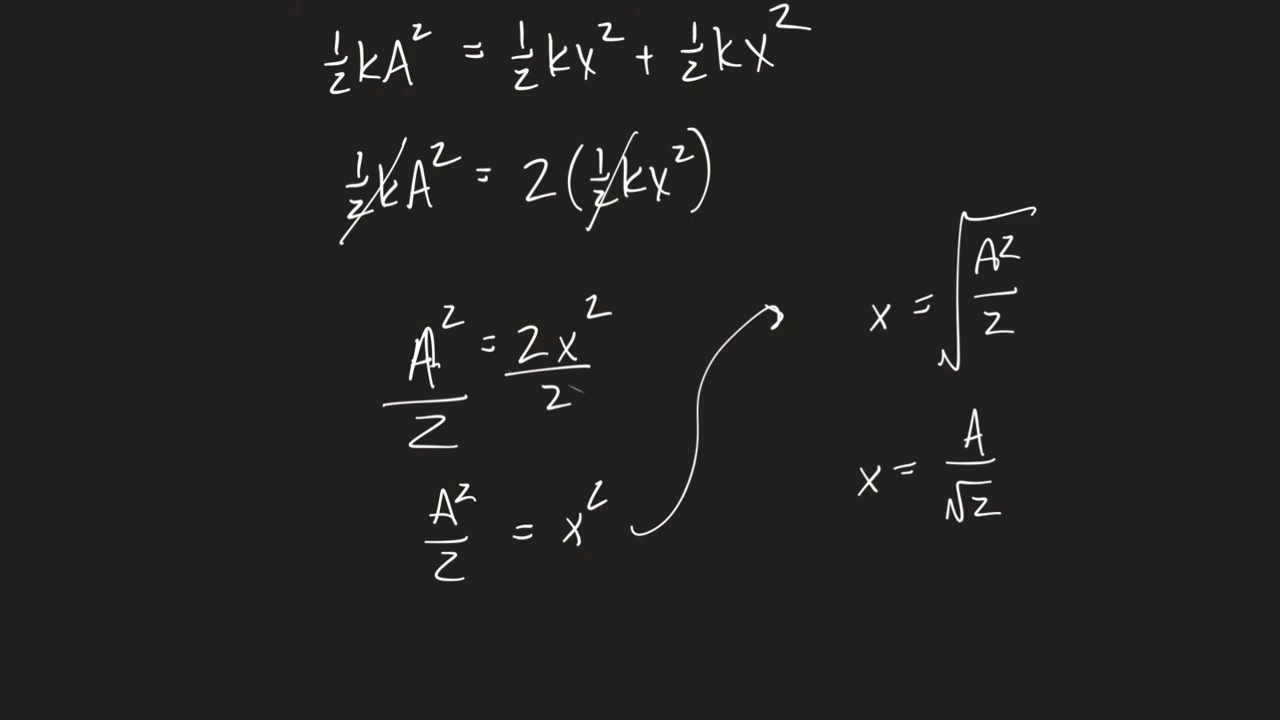 ½kA² = ½kx² + ½kx²
½kA² = 2(½kx²)
A²/2 = 2x²/2
A²/2 = x²
x = √(A²/2)
x = A/√2